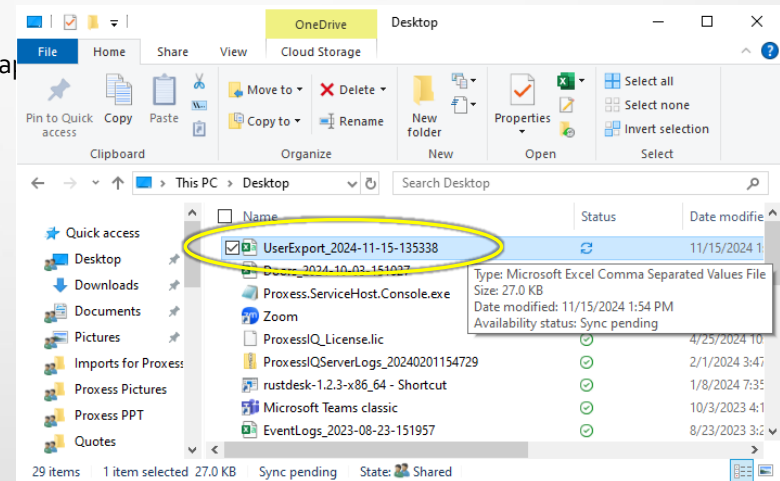 OneDrive
Desktop
File Home Share View Cloud Storage
Pin to Quick access
Copy
Paste
Clipboard
Move to
Copy to
Delete
Rename
Organize
New folder
New
Properties
Open
Select all
Select none
Invert selection
Select
This PC > Desktop
Search Desktop
Name Status Date modifie
Quick access
Desktop
Downloads
Documents
Pictures
Imports for Proxess
Proxess Pictures
Proxess PPT
Quotes
UserExport_2024-11-15-135338 11/15/2024 1:
Doors_2024-10-03-151027
Proxess.ServiceHost.Console.exe
Zoom
ProxessIQ_License.lic 4/25/2024 10
ProxessIQServerLogs_20240201154729 2/1/2024 3:47
rustdesk-1.2.3-x86_64 - Shortcut 1/8/2024 7:35
Microsoft Teams classic 10/3/2023 4:1
EventLogs_2023-08-23-151957 8/23/2023 3:2
Type: Microsoft Excel Comma Separated Values File
Size: 27.0 KB
Date modified: 11/15/2024 1:54 PM
Availability status: Sync pending
29 items 1 item selected 27.0 KB Sync pending State: Shared